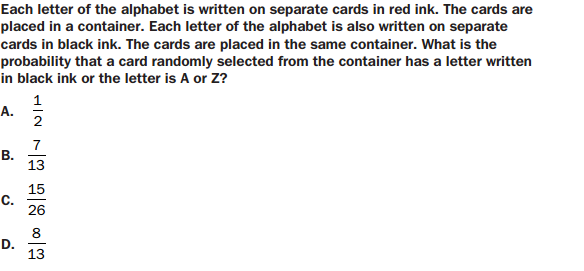 Each letter of the alphabet is written on separate cards in red ink. The cards are
placed in a container. Each letter of the alphabet is also written on separate
cards in black ink. The cards are placed in the same container. What is the
probability that a card randomly selected from the container has a letter written
in black ink or the letter is A or Z?
A. 1/2
B. 7/13
C. 15/26
D. 8/13